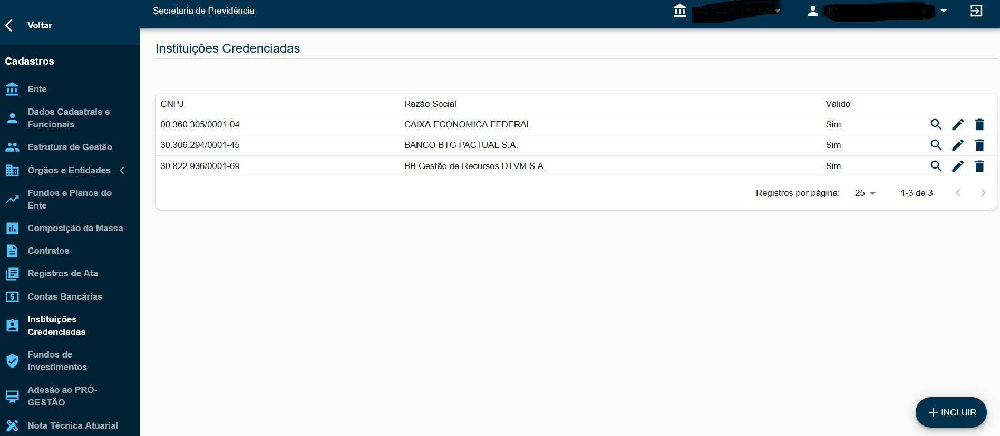 Secretaria de Previdência
Voltar
Cadastros
Ente
Dados Cadastrais e
Funcionais
Estrutura de Gestão
Órgãos e Entidades
Fundos e Planos do
Ente
Composição da Massa
Contratos
Registros de Ata
Contas Bancárias
Instituições
Credenciadas
Fundos de
Investimentos
Adesão ao PRÓ-
GESTÃO
Nota Técnica Atuarial
Instituições Credenciadas
CNPJ Razão Social Válido
00.360.305/0001-04 CAIXA ECONOMICA FEDERAL Sim
30.306.294/0001-45 BANCO BTG PACTUAL S.A. Sim
30.822.936/0001-69 BB Gestão de Recursos DTVM S.A. Sim
Registros por página: 25 1-3 de 3
INCLUIR